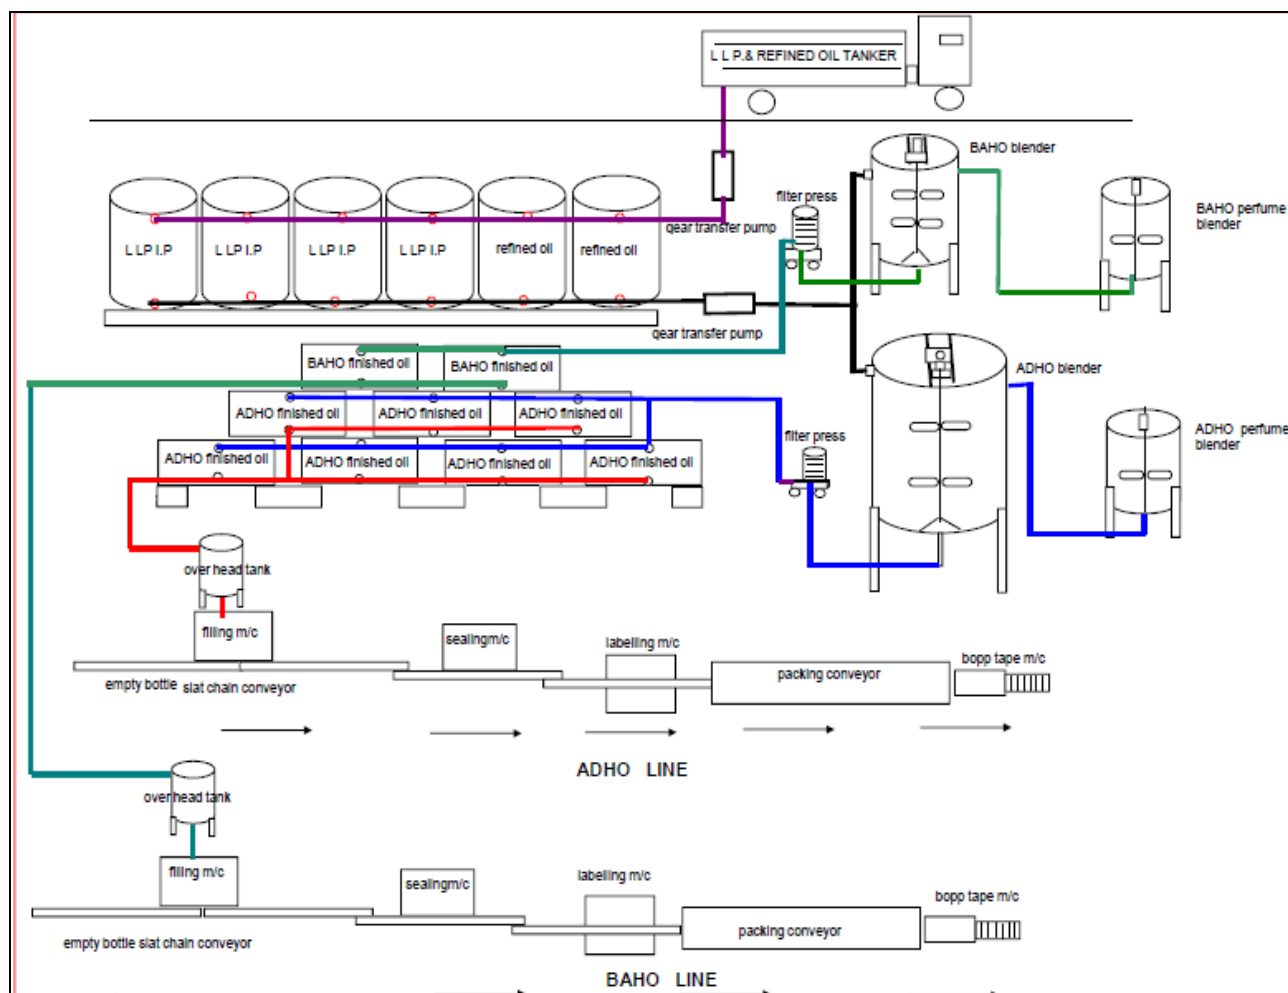 L L P.& REFINED OIL TANKER
BAHO blender
filter press
BAHO perfume
blender
gear transfer pump
L LP I.P
L LP I.P
L LP I.P
L LP I.P
refined oil
refined oil
gear transfer pump
BAHO finished oil
BAHO finished oil
ADHO blender
ADHO finished oil
ADHO finished oil
ADHO finished oil
filter press
ADHO perfume
blender
ADHO finished oil
ADHO finished oil
ADHO finished oil
ADHO finished oil
over head tank
filling m/c
sealingm/c
labelling m/c
bopp tape m/c
packing conveyor
empty bottle slat chain conveyor
ADHO LINE
over head tank
filling m/c
sealingm/c
labelling m/c
bopp tape m/c
packing conveyor
empty bottle slat chain conveyor
BAHO LINE